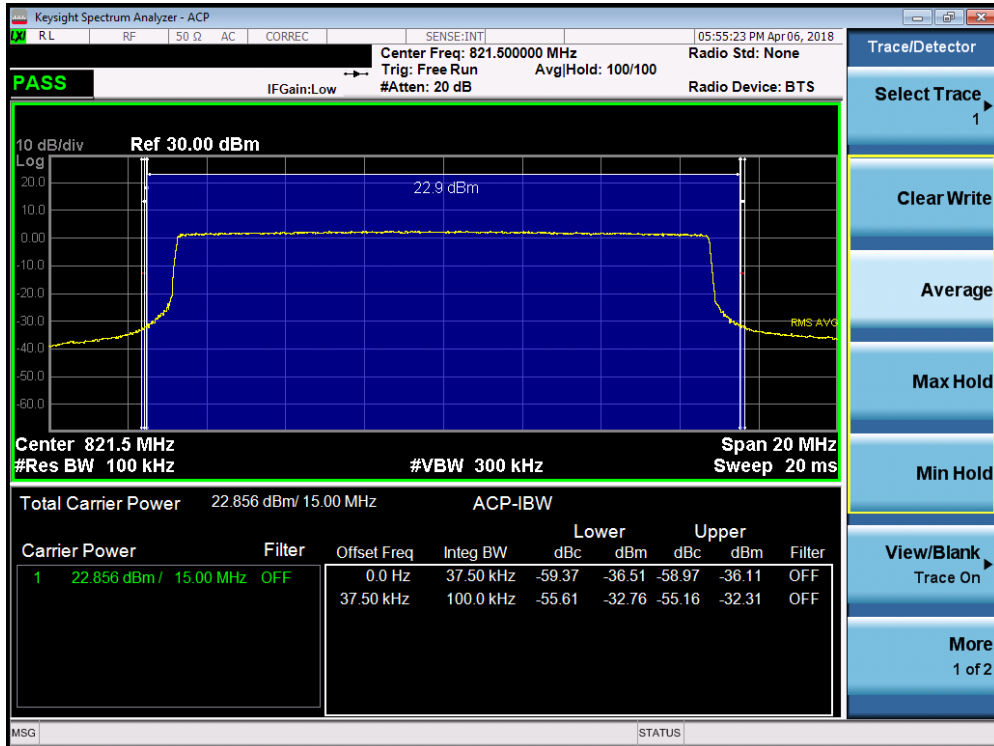 Keysight Spectrum Analyzer - ACP
LXI RL RF 50 Ω AC CORREC SENSE:INT 05:55:23 PM Apr 06, 2018
Center Freq: 821.500000 MHz Radio Std: None
Trig: Free Run Avg|Hold: 100/100
PASS IFGain:Low #Atten: 20 dB Radio Device: BTS
10 dB/div Ref 30.00 dBm
Log
20.0
22.9 dBm
10.0
0.00
-10.0
-20.0
-30.0
RMS AVG
-40.0
-50.0
-60.0
Center 821.5 MHz Span 20 MHz
#Res BW 100 kHz #VBW 300 kHz Sweep 20 ms
Total Carrier Power 22.856 dBm/ 15.00 MHz ACP-IBW
Lower Upper
Carrier Power Filter Offset Freq Integ BW dBc dBm dBc dBm Filter
1 22.856 dBm / 15.00 MHz OFF 0.0 Hz 37.50 kHz -59.37 -36.51 -58.97 -36.11 OFF
37.50 kHz 100.0 kHz -55.61 -32.76 -55.16 -32.31 OFF
MSG STATUS
Trace/Detector
Select Trace
1
Clear Write
Average
Max Hold
Min Hold
View/Blank
Trace On
More
1 of 2